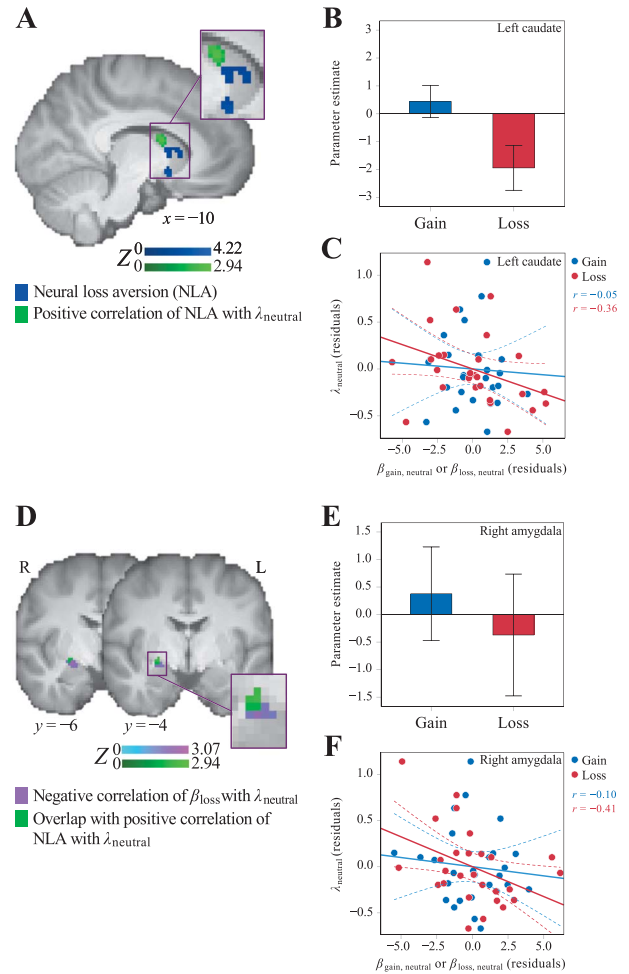 A
x = −10
Z 0 4.22
0 2.94
Neural loss aversion (NLA)
Positive correlation of NLA with λneutral
B
Left caudate
Parameter estimate
3
2
1
0
−1
−2
−3
Gain
Loss
C
Left caudate
Gain
Loss
r = −0.05
r = −0.36
λneutral (residuals)
1.0
0.5
0.0
−0.5
−5.0 −2.5 0.0 2.5 5.0
βgain, neutral or βloss, neutral (residuals)
D
R
L
y = −6
y = −4
Z 0 3.07
0 2.94
Negative correlation of βloss with λneutral
Overlap with positive correlation of
NLA with λneutral
E
Right amygdala
Parameter estimate
1.5
1.0
0.5
0.0
−0.5
−1.0
−1.5
Gain
Loss
F
Right amygdala
Gain
Loss
r = −0.10
r = −0.41
λneutral (residuals)
1.0
0.5
0.0
−0.5
−5.0 −2.5 0.0 2.5 5.0
βgain, neutral or βloss, neutral (residuals)